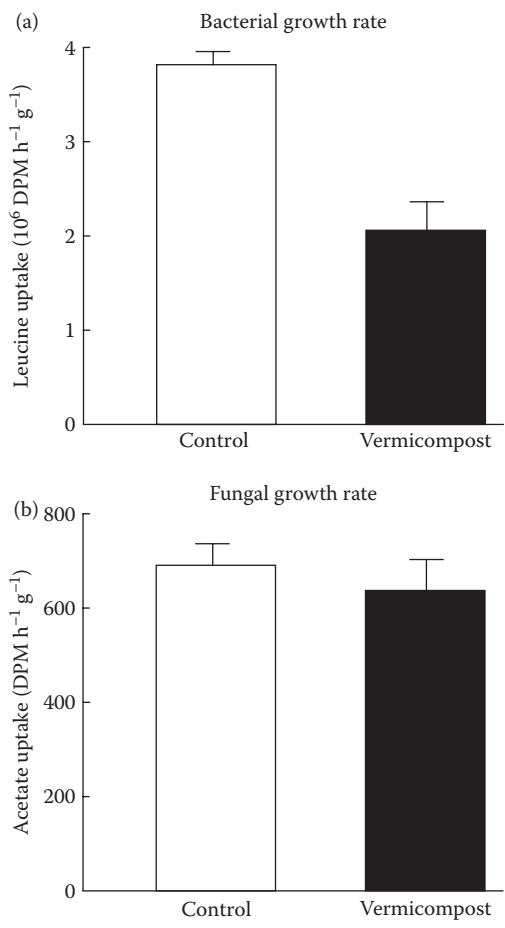 (a)
Bacterial growth rate
Leucine uptake (10⁶ DPM h⁻¹ g⁻¹)
4
3
2
1
0
Control
Vermicompost
(b)
Fungal growth rate
Acetate uptake (DPM h⁻¹ g⁻¹)
800
600
400
200
0
Control
Vermicompost